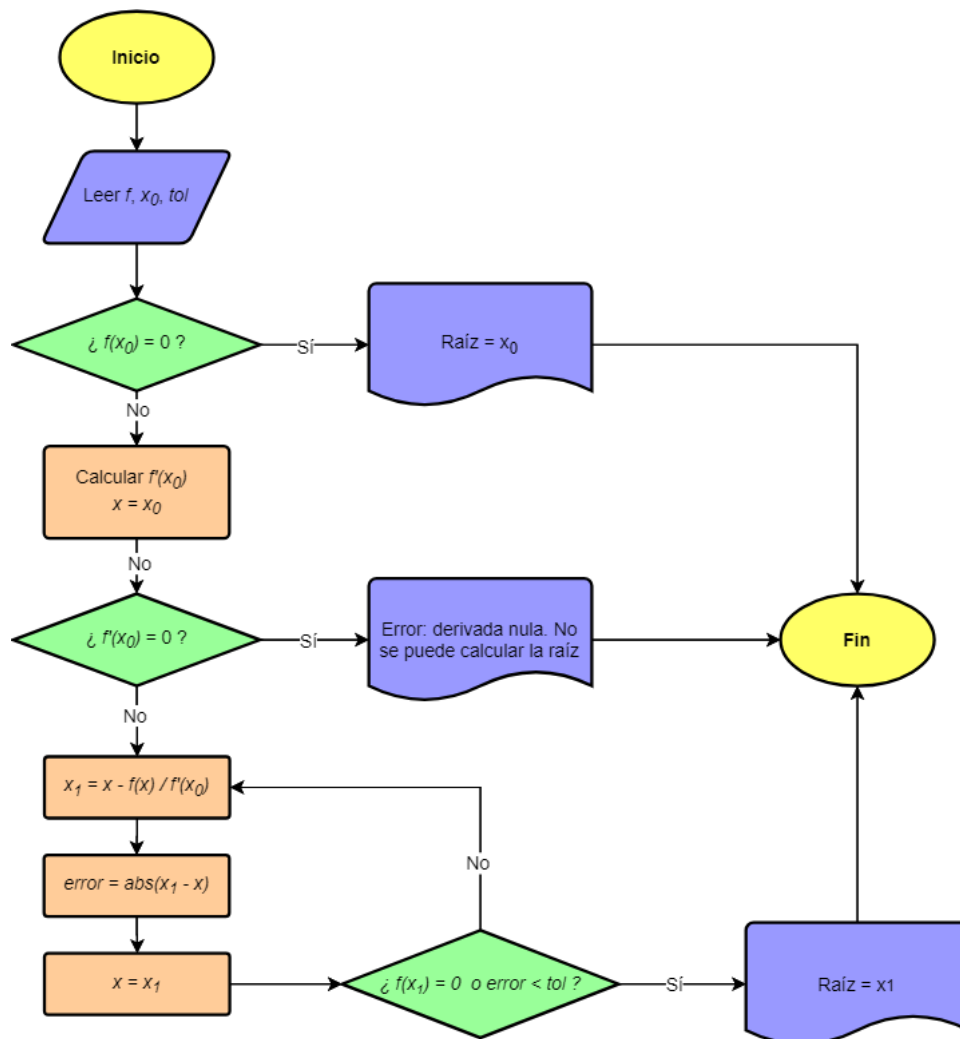 Inicio
Leer f, x₀, tol
¿ f(x₀) = 0 ?
Sí
Raíz = x₀
No
Calcular f'(x₀)
x = x₀
No
¿ f'(x₀) = 0 ?
Sí
Error: derivada nula. No
se puede calcular la raíz
Fin
No
x₁ = x - f(x) / f'(x₀)
error = abs(x₁ - x)
No
x = x₁
¿ f(x₁) = 0 o error < tol ?
Sí
Raíz = x1